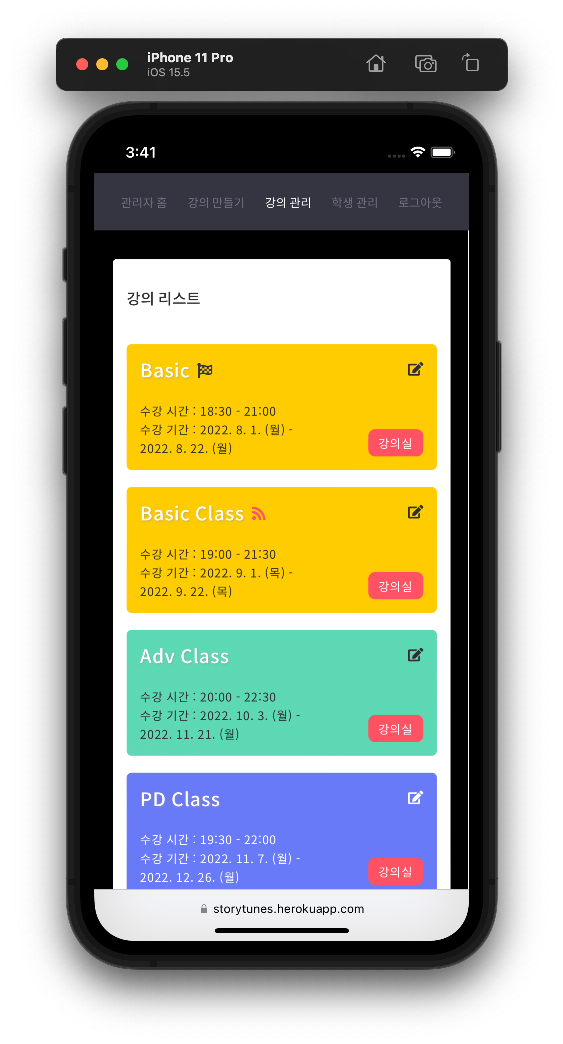 iPhone 11 Pro
iOS 15.5
3:41
관리자 홈 강의 만들기 강의 관리 학생 관리 로그아웃
강의 리스트
Basic
수강 시간 : 18:30 - 21:00
수강 기간 : 2022. 8. 1. (월) -
2022. 8. 22. (월)
강의실
Basic Class
수강 시간 : 19:00 - 21:30
수강 기간 : 2022. 9. 1. (목) -
2022. 9. 22. (목)
강의실
Adv Class
수강 시간 : 20:00 - 22:30
수강 기간 : 2022. 10. 3. (월) -
2022. 11. 21. (월)
강의실
PD Class
수강 시간 : 19:30 - 22:00
수강 기간 : 2022. 11. 7. (월) -
2022. 12. 26. (월)
강의실
storytunes.herokuapp.com